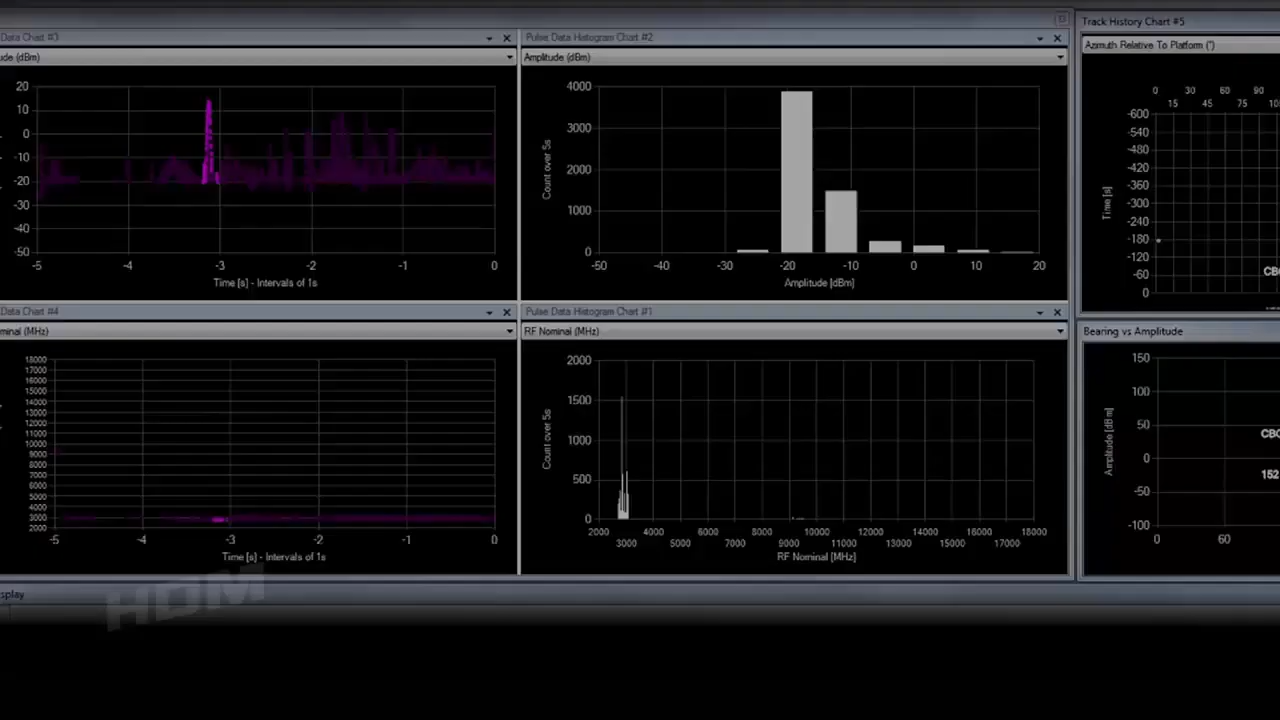 Data Chart #3
ude (dBm)
20
10
0
-10
-20
-30
-40
-50
-5 -4 -3 -2 -1 0
Time [s] - Intervals of 1s
Pulse Data Histogram Chart #2
Amplitude (dBm)
Count over 5s
4000
3000
2000
1000
0
-50 -40 -30 -20 -10 0 10 20
Amplitude [dBm]
Track History Chart #5
Azimuth Relative To Platform (°)
0 30 60 90
15 45 75 10
Time [s]
-600
-540
-480
-420
-360
-300
-240
-180
-120
-60
0
CB
Data Chart #4
minal (MHz)
18000
17000
16000
15000
14000
13000
12000
11000
10000
9000
8000
7000
6000
5000
4000
3000
2000
-5 -4 -3 -2 -1 0
Time [s] - Intervals of 1s
Pulse Data Histogram Chart #1
RF Nominal (MHz)
Count over 5s
2000
1500
1000
500
0
2000 4000 6000 8000 10000 12000 14000 16000 18000
3000 5000 7000 9000 11000 13000 15000 17000
RF Nominal [MHz]
Bearing vs Amplitude
Amplitude [dBm]
150
100
50
0
-50
-100
0 60
CBC
152
splay
HDM